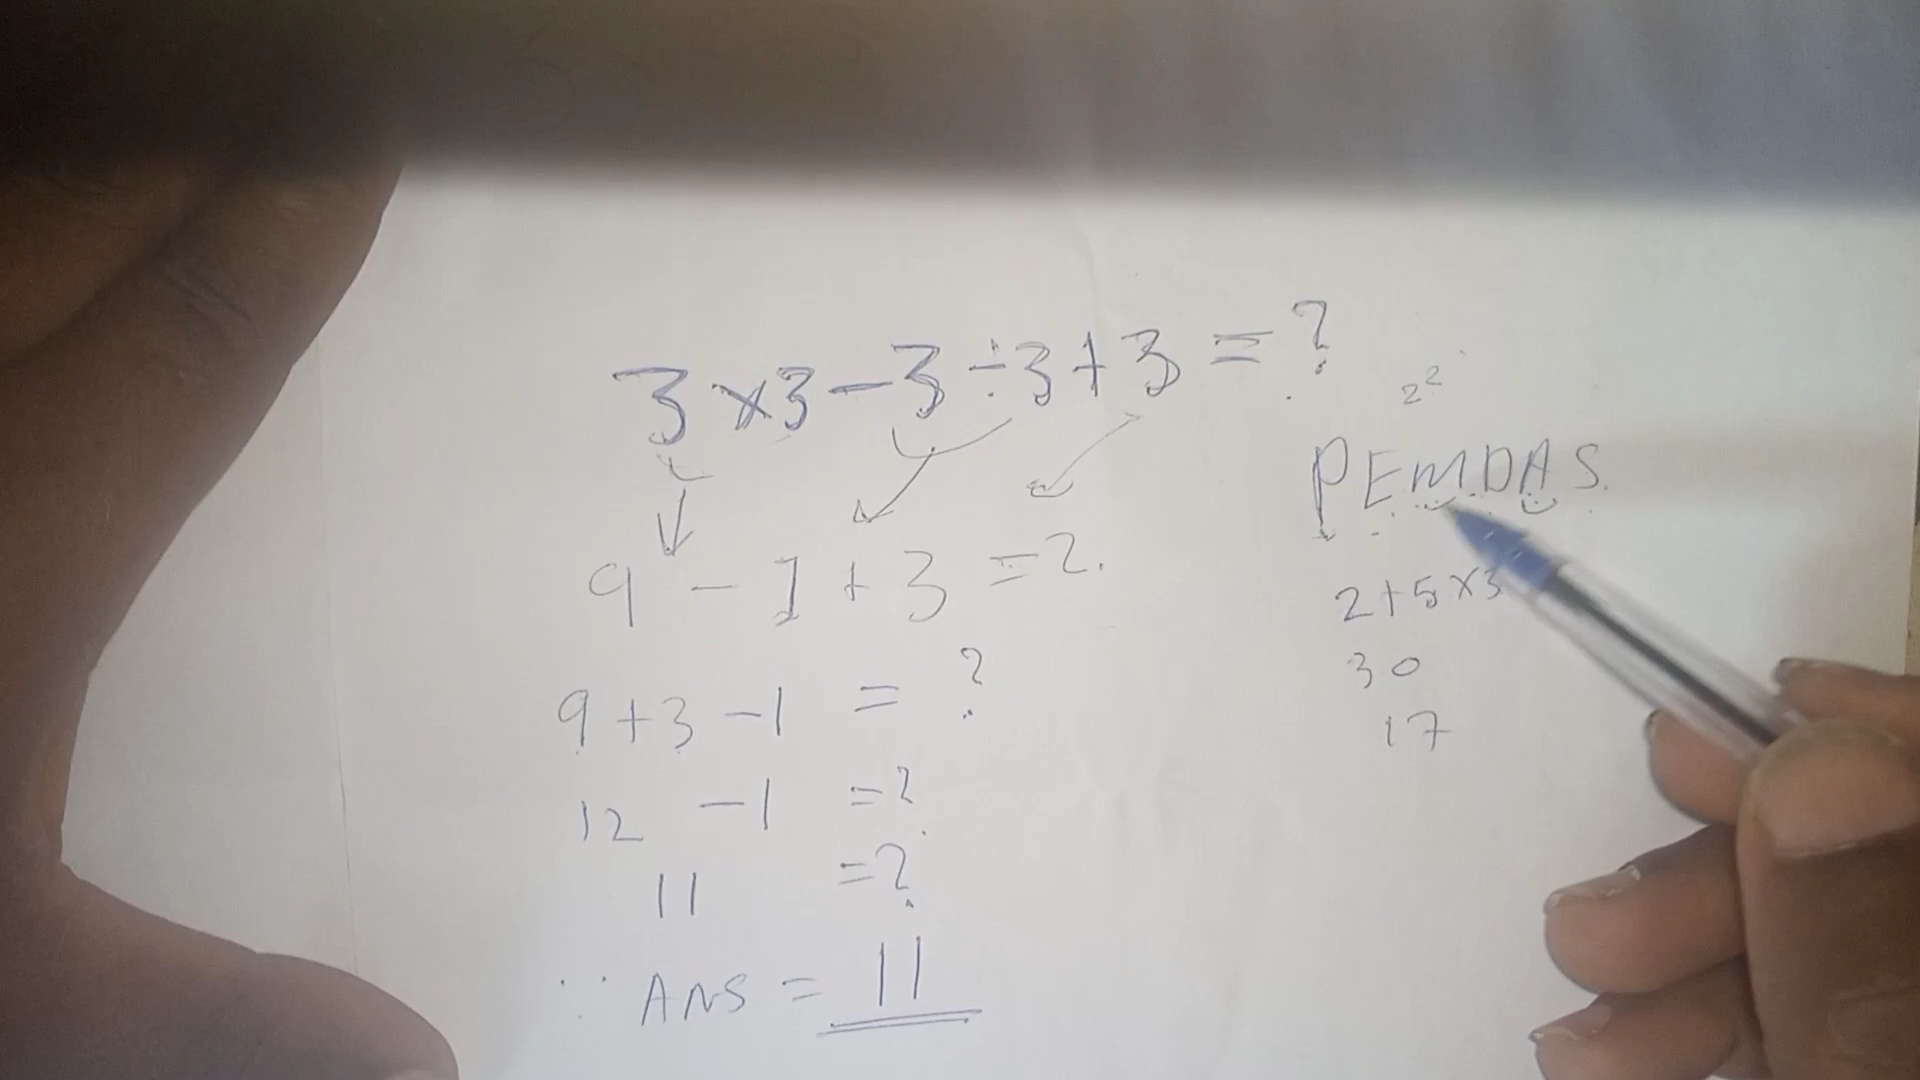 3 × 3 − 3 ÷ 3 + 3 = ?
9 − 1 + 3 = ?
9 + 3 − 1 = ?
12 − 1 = ?
11 = ?
∵ ANS = 11
2²
PEMDAS
2 + 5 × 3
30
17